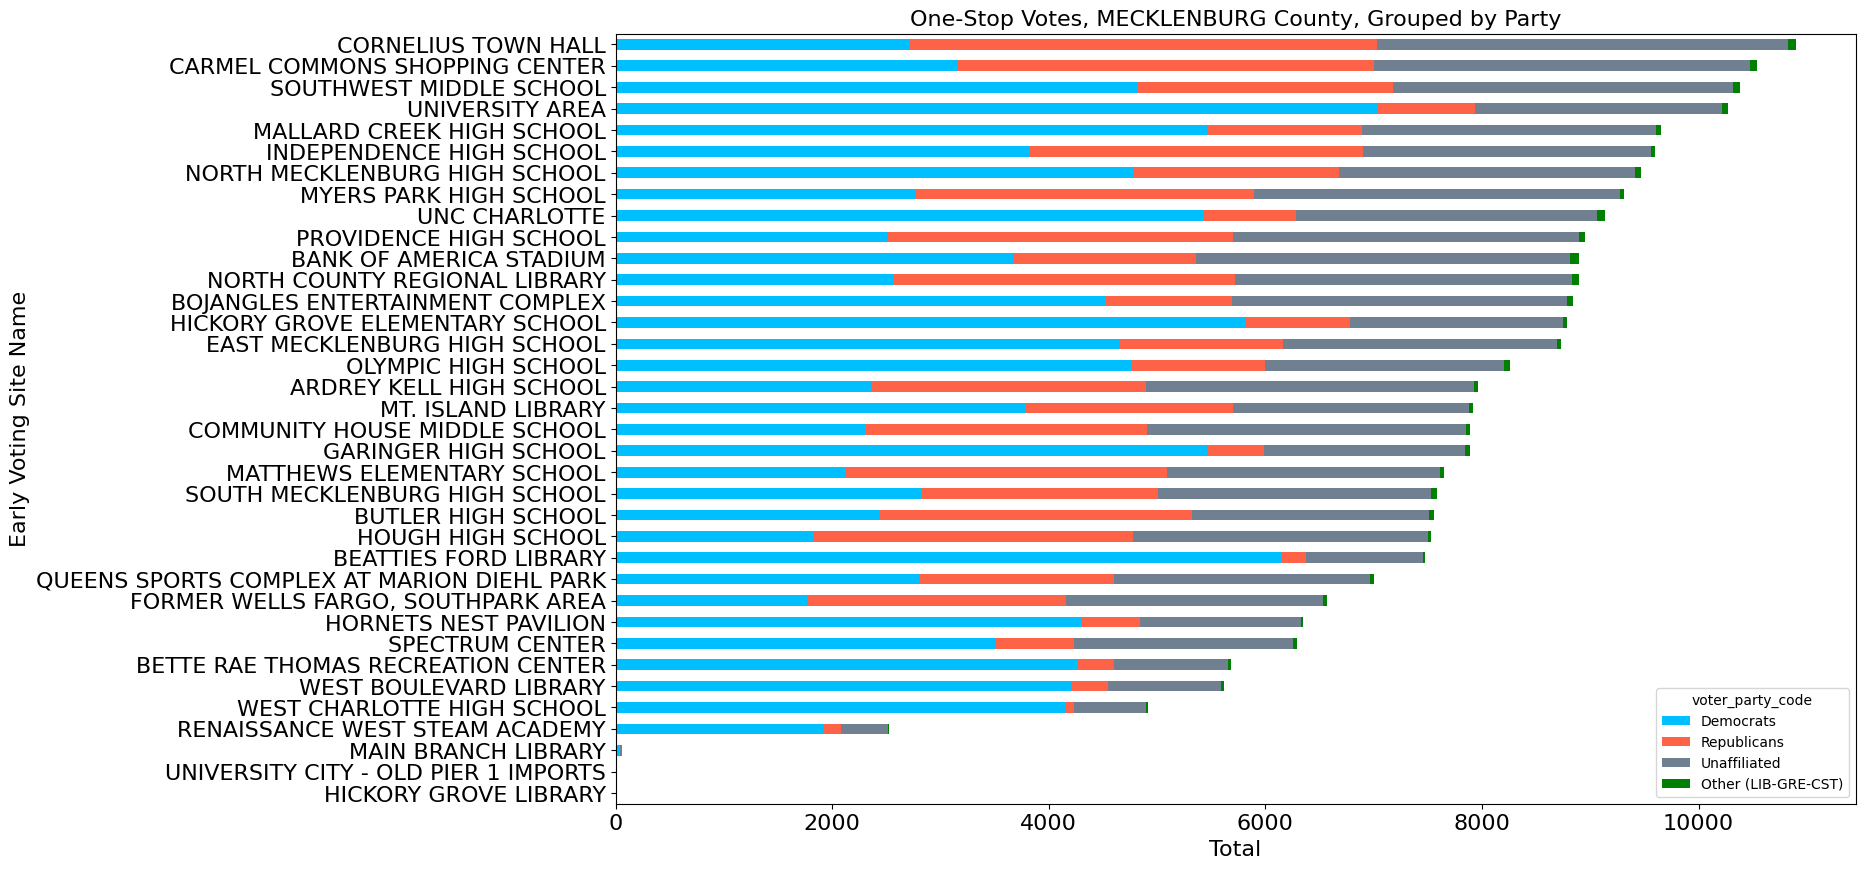 One-Stop Votes, MECKLENBURG County, Grouped by Party
Early Voting Site Name
CORNELIUS TOWN HALL
CARMEL COMMONS SHOPPING CENTER
SOUTHWEST MIDDLE SCHOOL
UNIVERSITY AREA
MALLARD CREEK HIGH SCHOOL
INDEPENDENCE HIGH SCHOOL
NORTH MECKLENBURG HIGH SCHOOL
MYERS PARK HIGH SCHOOL
UNC CHARLOTTE
PROVIDENCE HIGH SCHOOL
BANK OF AMERICA STADIUM
NORTH COUNTY REGIONAL LIBRARY
BOJANGLES ENTERTAINMENT COMPLEX
HICKORY GROVE ELEMENTARY SCHOOL
EAST MECKLENBURG HIGH SCHOOL
OLYMPIC HIGH SCHOOL
ARDREY KELL HIGH SCHOOL
MT. ISLAND LIBRARY
COMMUNITY HOUSE MIDDLE SCHOOL
GARINGER HIGH SCHOOL
MATTHEWS ELEMENTARY SCHOOL
SOUTH MECKLENBURG HIGH SCHOOL
BUTLER HIGH SCHOOL
HOUGH HIGH SCHOOL
BEATTIES FORD LIBRARY
QUEENS SPORTS COMPLEX AT MARION DIEHL PARK
FORMER WELLS FARGO, SOUTHPARK AREA
HORNETS NEST PAVILION
SPECTRUM CENTER
BETTE RAE THOMAS RECREATION CENTER
WEST BOULEVARD LIBRARY
WEST CHARLOTTE HIGH SCHOOL
RENAISSANCE WEST STEAM ACADEMY
MAIN BRANCH LIBRARY
UNIVERSITY CITY - OLD PIER 1 IMPORTS
HICKORY GROVE LIBRARY
voter_party_code
Democrats
Republicans
Unaffiliated
Other (LIB-GRE-CST)
0 2000 4000 6000 8000 10000
Total